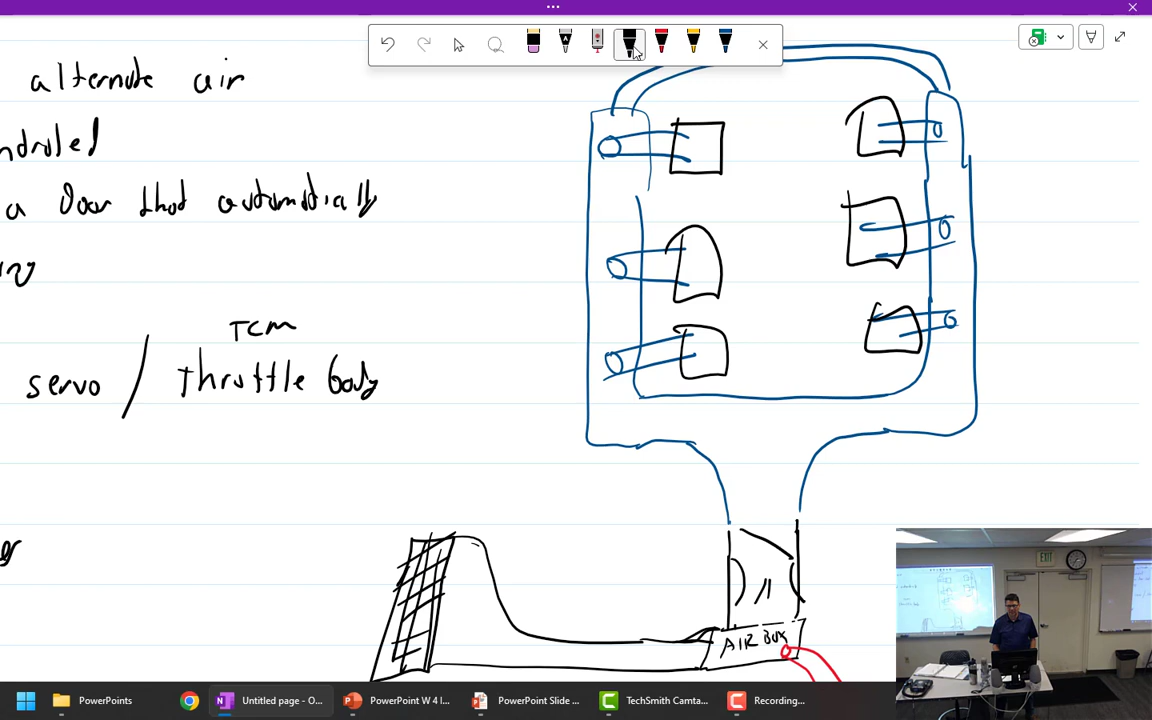 alternate air
a Door that automatically
TCM
servo / throttle body
AIR BOX
EXIT
PowerPoints
Untitled page - O...
PowerPoint W 4 I...
PowerPoint Slide ...
TechSmith Camta...
Recording...